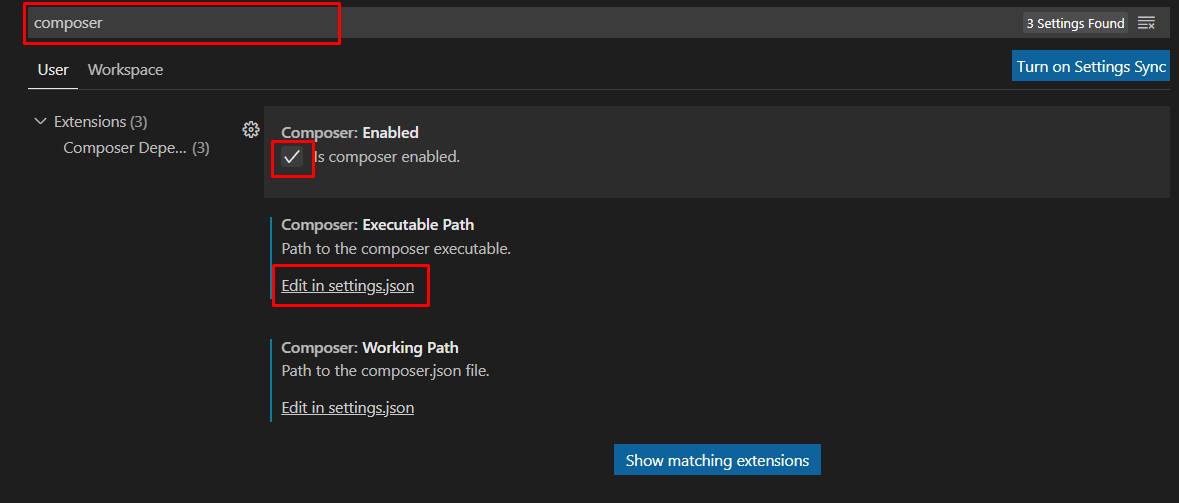 composer
3 Settings Found
User Workspace
Turn on Settings Sync
Extensions (3)
Composer Depe... (3)
Composer: Enabled
Is composer enabled.
Composer: Executable Path
Path to the composer executable.
Edit in settings.json
Composer: Working Path
Path to the composer.json file.
Edit in settings.json
Show matching extensions